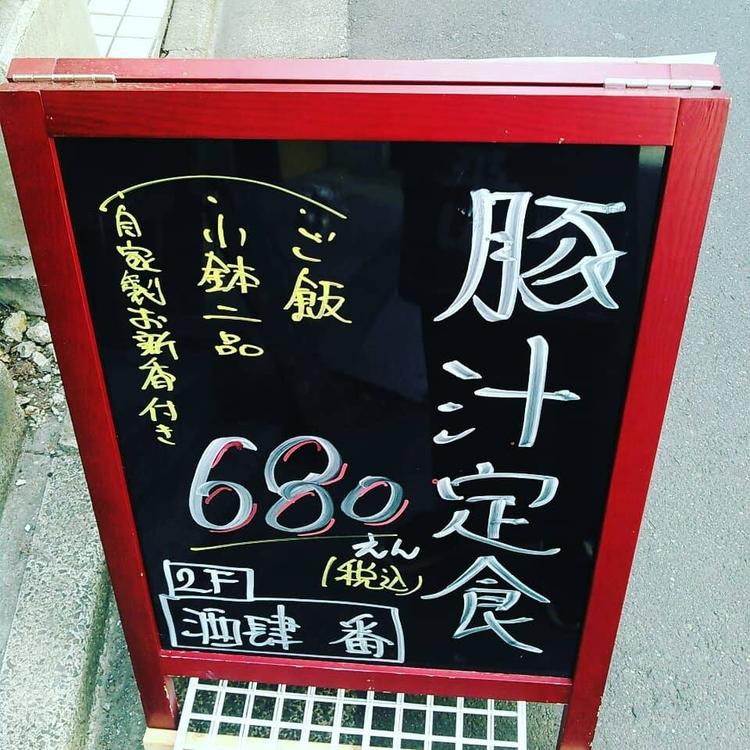 豚汁定食
ご飯
小鉢二品
自家製お新香付き
680
えん
(税込)
2F
酒肆 番